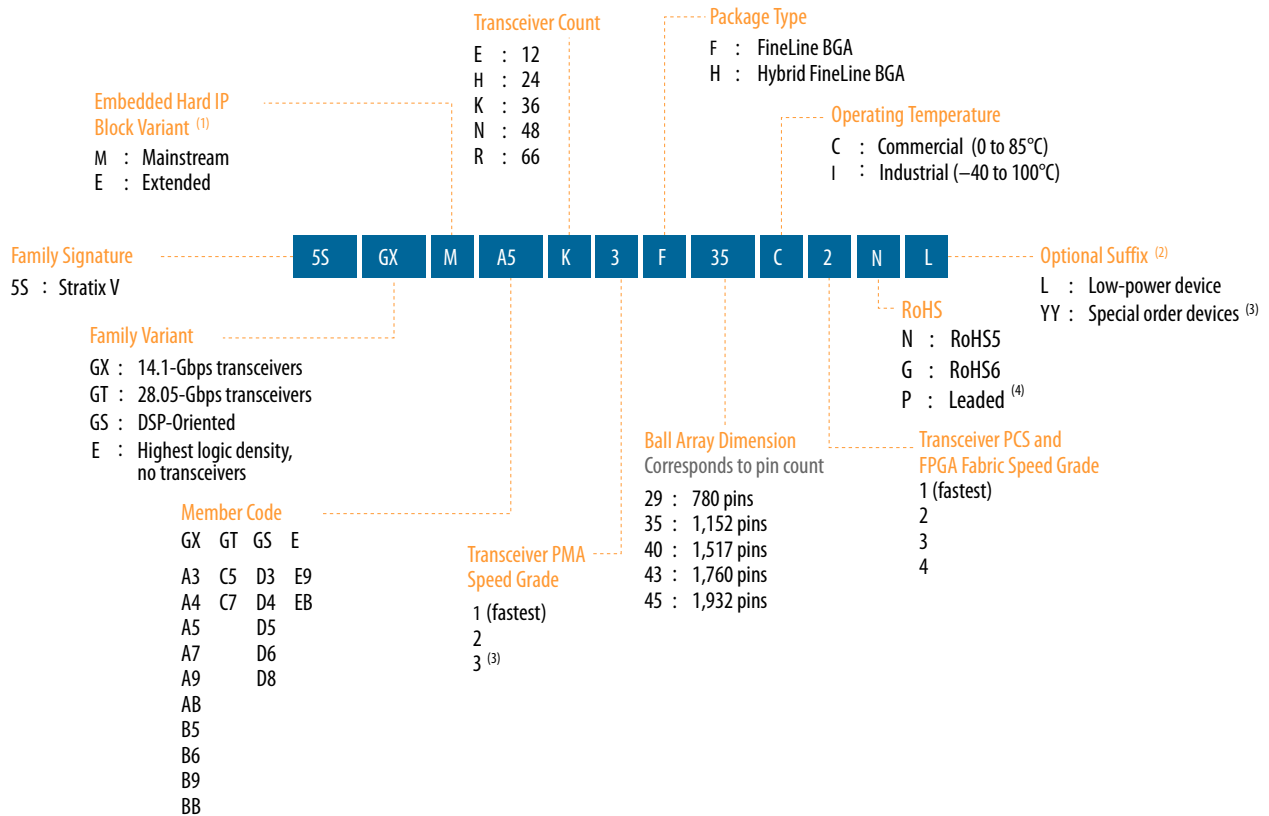 Transceiver Count
E : 12
H : 24
K : 36
N : 48
R : 66
Package Type
F : FineLine BGA
H : Hybrid FineLine BGA
Embedded Hard IP
Block Variant (1)
M : Mainstream
E : Extended
Operating Temperature
C : Commercial (0 to 85°C)
I : Industrial (–40 to 100°C)
Family Signature
5S : Stratix V
5S GX M A5 K 3 F 35 C 2 N L
Optional Suffix (2)
L : Low-power device
YY : Special order devices (3)
Family Variant
GX : 14.1-Gbps transceivers
GT : 28.05-Gbps transceivers
GS : DSP-Oriented
E : Highest logic density,
no transceivers
RoHS
N : RoHS5
G : RoHS6
P : Leaded (4)
Member Code
GX GT GS E
A3 C5 D3 E9
A4 C7 D4 EB
A5 D5
A7 D6
A9 D8
AB
B5
B6
B9
BB
Transceiver PMA
Speed Grade
1 (fastest)
2
3 (3)
Ball Array Dimension
Corresponds to pin count
29 : 780 pins
35 : 1,152 pins
40 : 1,517 pins
43 : 1,760 pins
45 : 1,932 pins
Transceiver PCS and
FPGA Fabric Speed Grade
1 (fastest)
2
3
4